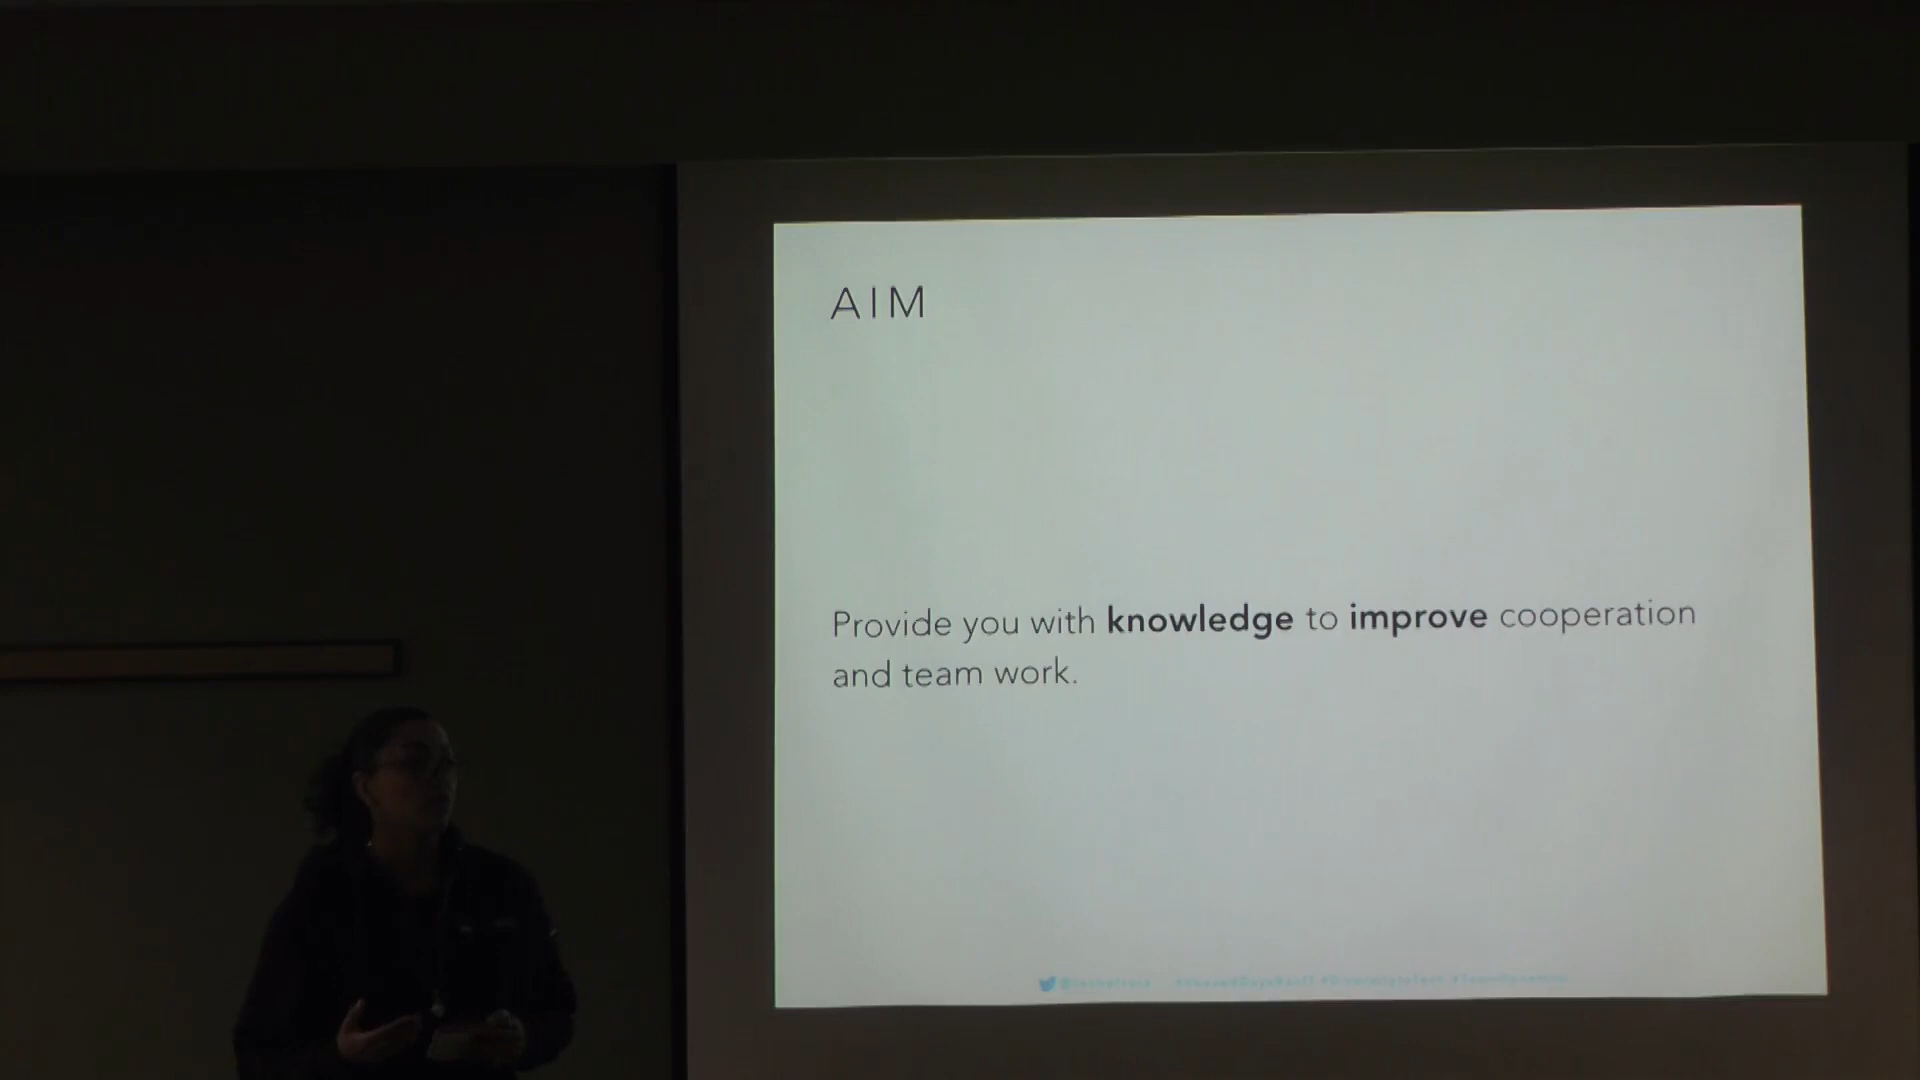 AIM
Provide you with knowledge to improve cooperation
and team work.